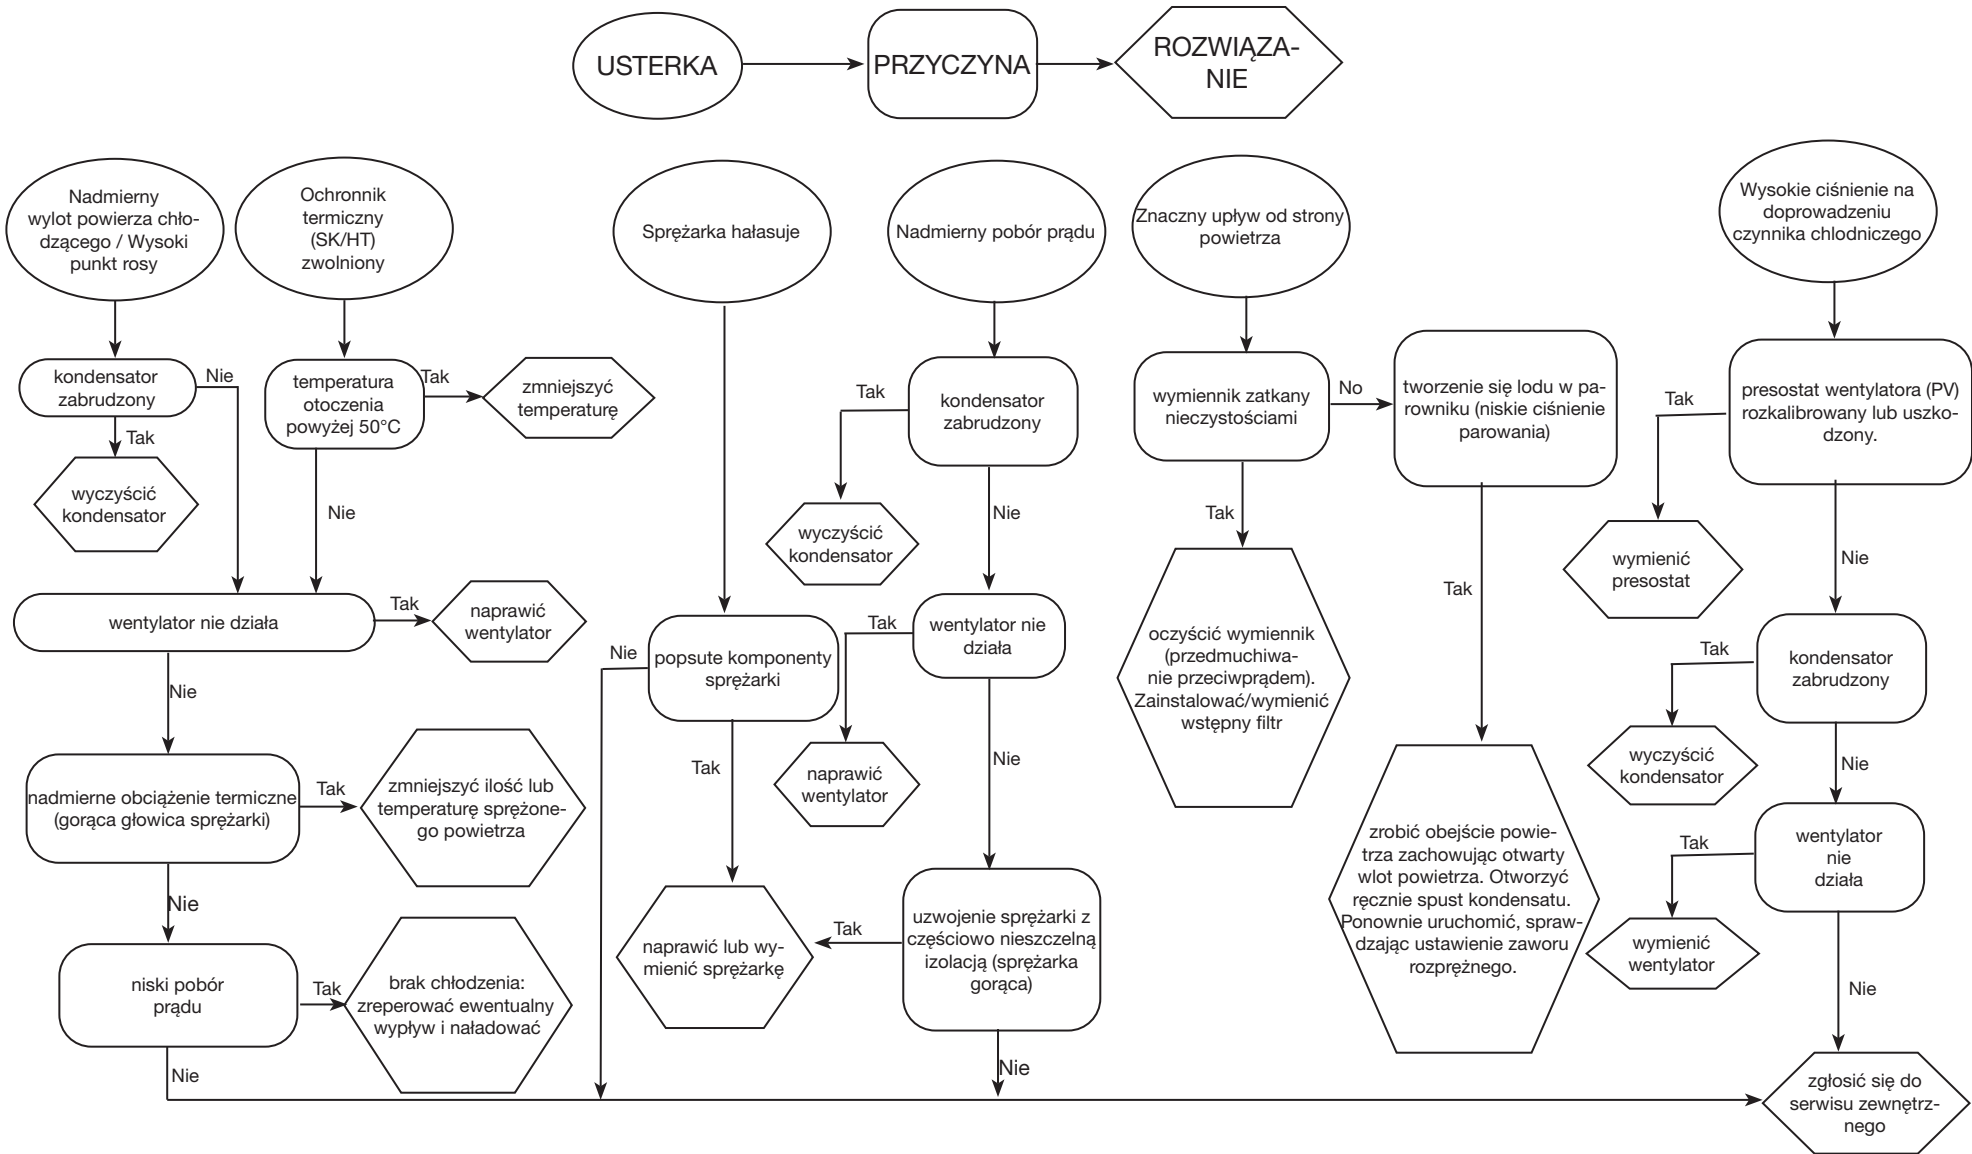 USTERKA
PRZYCZYNA
ROZWIĄZA-
NIE
Nadmierny
wylot powierza chło-
dzącego / Wysoki
punkt rosy
Ochronnik
termiczny
(SK/HT)
zwolniony
Sprężarka hałasuje
Nadmierny pobór prądu
Znaczny upływ od strony
powietrza
Wysokie ciśnienie na
doprowadzeniu
czynnika chlodniczego
kondensator
zabrudzony
Nie
Tak
wyczyścić
kondensator
temperatura
otoczenia
powyżej 50°C
Tak
zmniejszyć
temperaturę
Nie
wentylator nie działa
Tak
naprawić
wentylator
Nie
nadmierne obciążenie termiczne
(gorąca głowica sprężarki)
Tak
zmniejszyć ilość lub
temperaturę sprężone-
go powietrza
Nie
niski pobór
prądu
Tak
brak chłodzenia:
zreperować ewentualny
wypływ i naładować
Nie
popsute komponenty
sprężarki
Nie
Tak
naprawić lub wy-
mienić sprężarkę
kondensator
zabrudzony
Tak
wyczyścić
kondensator
Nie
wentylator nie
działa
Tak
naprawić
wentylator
Nie
uzwojenie sprężarki z
częściowo nieszczelną
izolacją (sprężarka
gorąca)
Tak
Nie
wymiennik zatkany
nieczystościami
No
Tak
oczyścić wymiennik
(przedmuchiwa-
nie przeciwprądem).
Zainstalować/wymienić
wstępny filtr
tworzenie się lodu w pa-
rowniku (niskie ciśnienie
parowania)
Tak
zrobić obejście powie-
trza zachowując otwarty
wlot powietrza. Otworzyć
ręcznie spust kondensatu.
Ponownie uruchomić, spraw-
dzając ustawienie zaworu
rozprężnego.
presostat wentylatora (PV)
rozkalibrowany lub uszko-
dzony.
Tak
wymienić
presostat
Nie
kondensator
zabrudzony
Tak
wyczyścić
kondensator
Nie
wentylator
nie
działa
Tak
wymienić
wentylator
Nie
zgłosić się do
serwisu zewnętrz-
nego